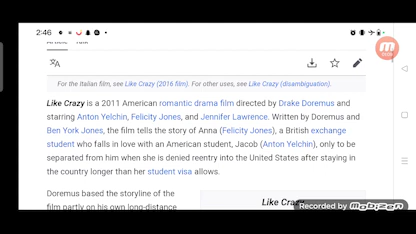 2:46
For the Italian film, see Like Crazy (2016 film). For other uses, see Like Crazy (disambiguation).
Like Crazy is a 2011 American romantic drama film directed by Drake Doremus and
starring Anton Yelchin, Felicity Jones, and Jennifer Lawrence. Written by Doremus and
Ben York Jones, the film tells the story of Anna (Felicity Jones), a British exchange
student who falls in love with an American student, Jacob (Anton Yelchin), only to be
separated from him when she is denied reentry into the United States after staying in
the country longer than her student visa allows.
Doremus based the storyline of the
film partly on his own long-distance
Like Crazy
Recorded by MOBIZEN